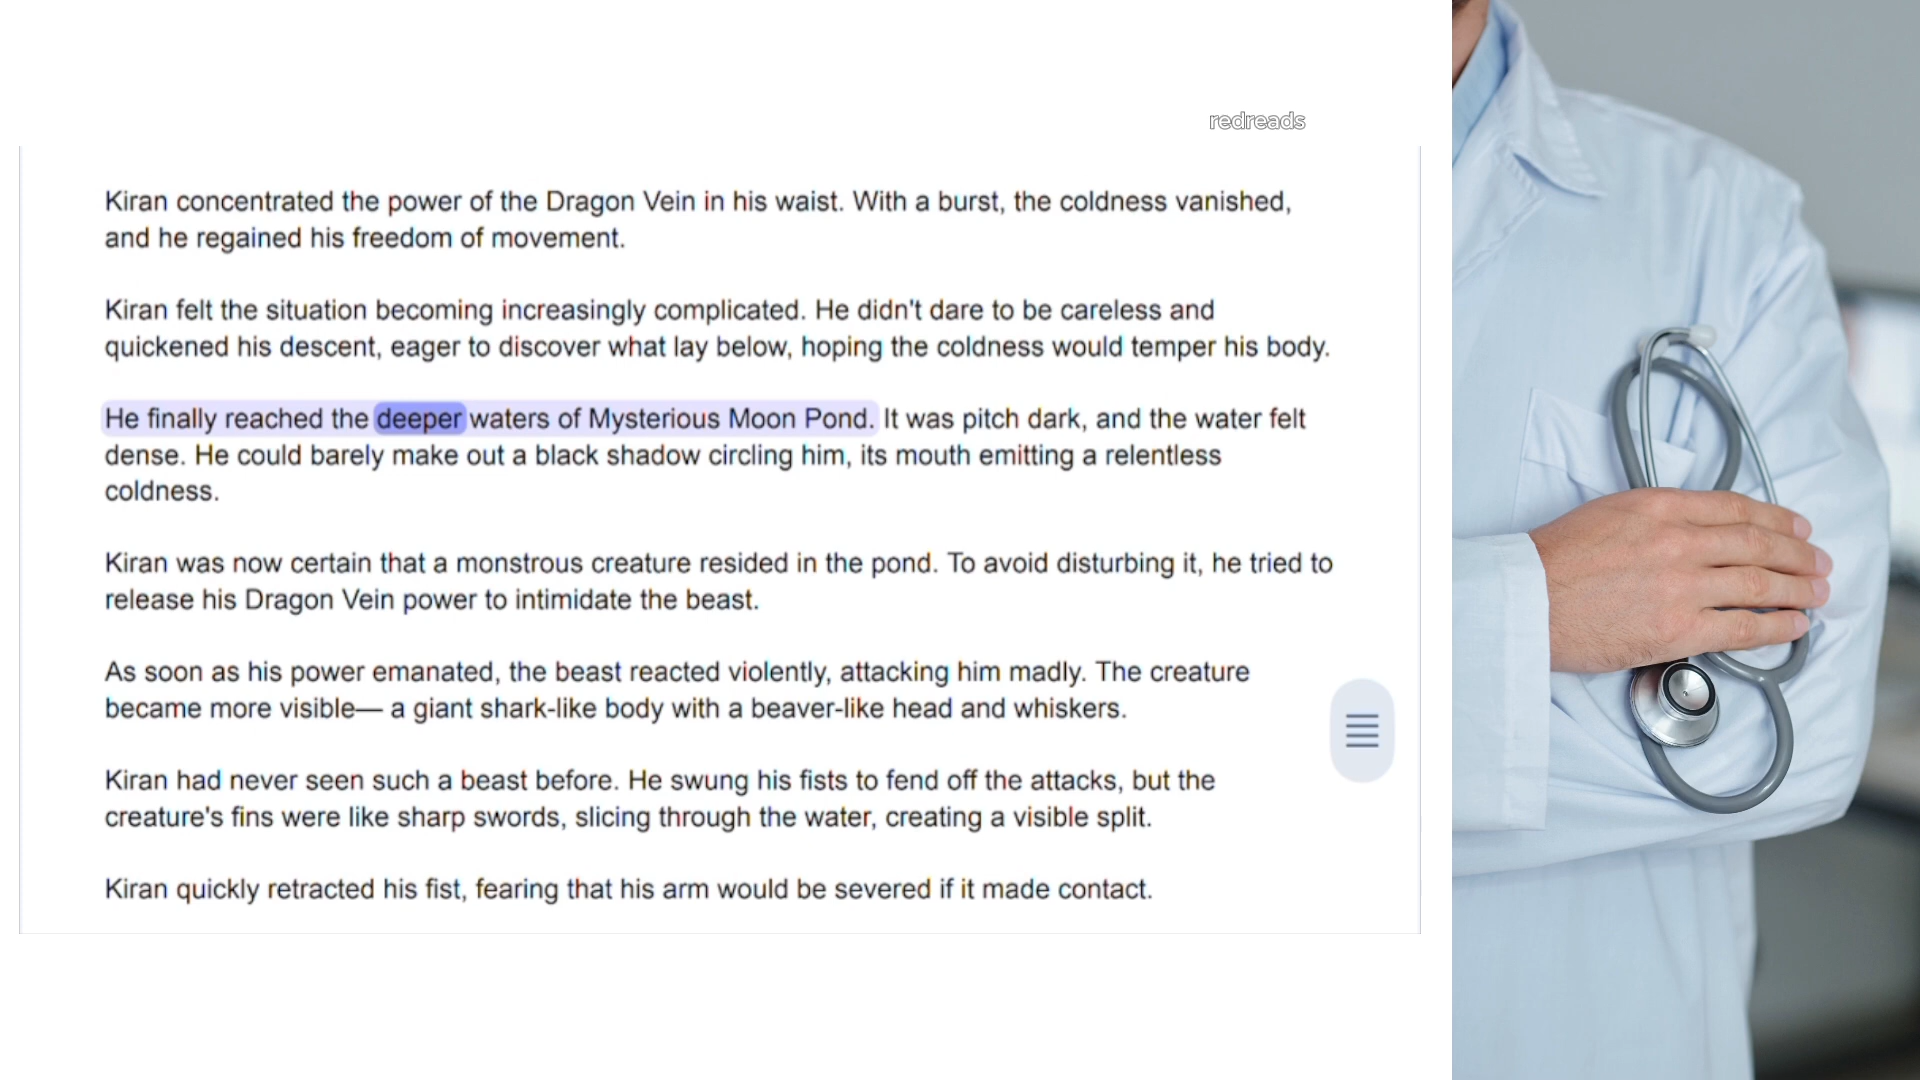 redreads
Kiran concentrated the power of the Dragon Vein in his waist. With a burst, the coldness vanished,
and he regained his freedom of movement.
Kiran felt the situation becoming increasingly complicated. He didn't dare to be careless and
quickened his descent, eager to discover what lay below, hoping the coldness would temper his body.
He finally reached the deeper waters of Mysterious Moon Pond. It was pitch dark, and the water felt
dense. He could barely make out a black shadow circling him, its mouth emitting a relentless
coldness.
Kiran was now certain that a monstrous creature resided in the pond. To avoid disturbing it, he tried to
release his Dragon Vein power to intimidate the beast.
As soon as his power emanated, the beast reacted violently, attacking him madly. The creature
became more visible— a giant shark-like body with a beaver-like head and whiskers.
Kiran had never seen such a beast before. He swung his fists to fend off the attacks, but the
creature's fins were like sharp swords, slicing through the water, creating a visible split.
Kiran quickly retracted his fist, fearing that his arm would be severed if it made contact.